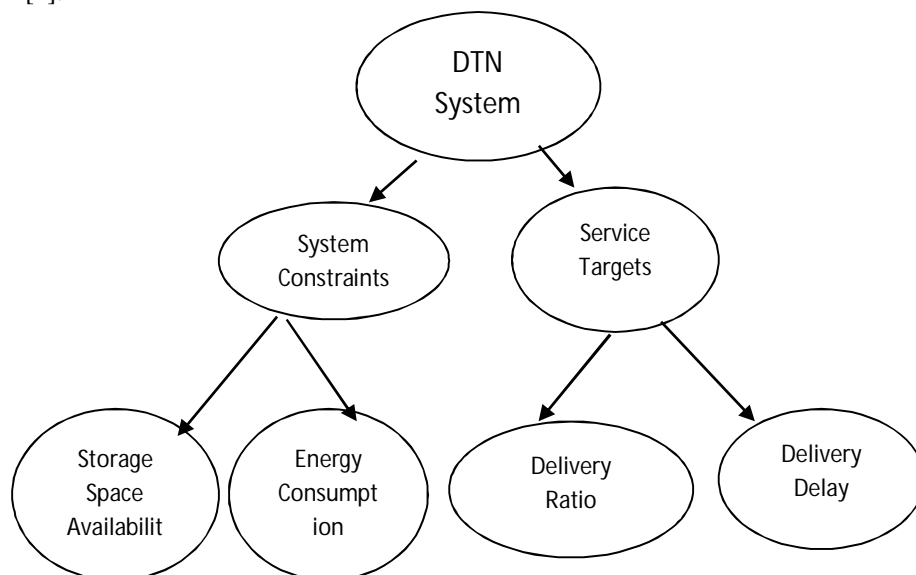 DTN
System
System
Constraints
Service
Targets
Storage
Space
Availabilit
Energy
Consumpt
ion
Delivery
Ratio
Delivery
Delay